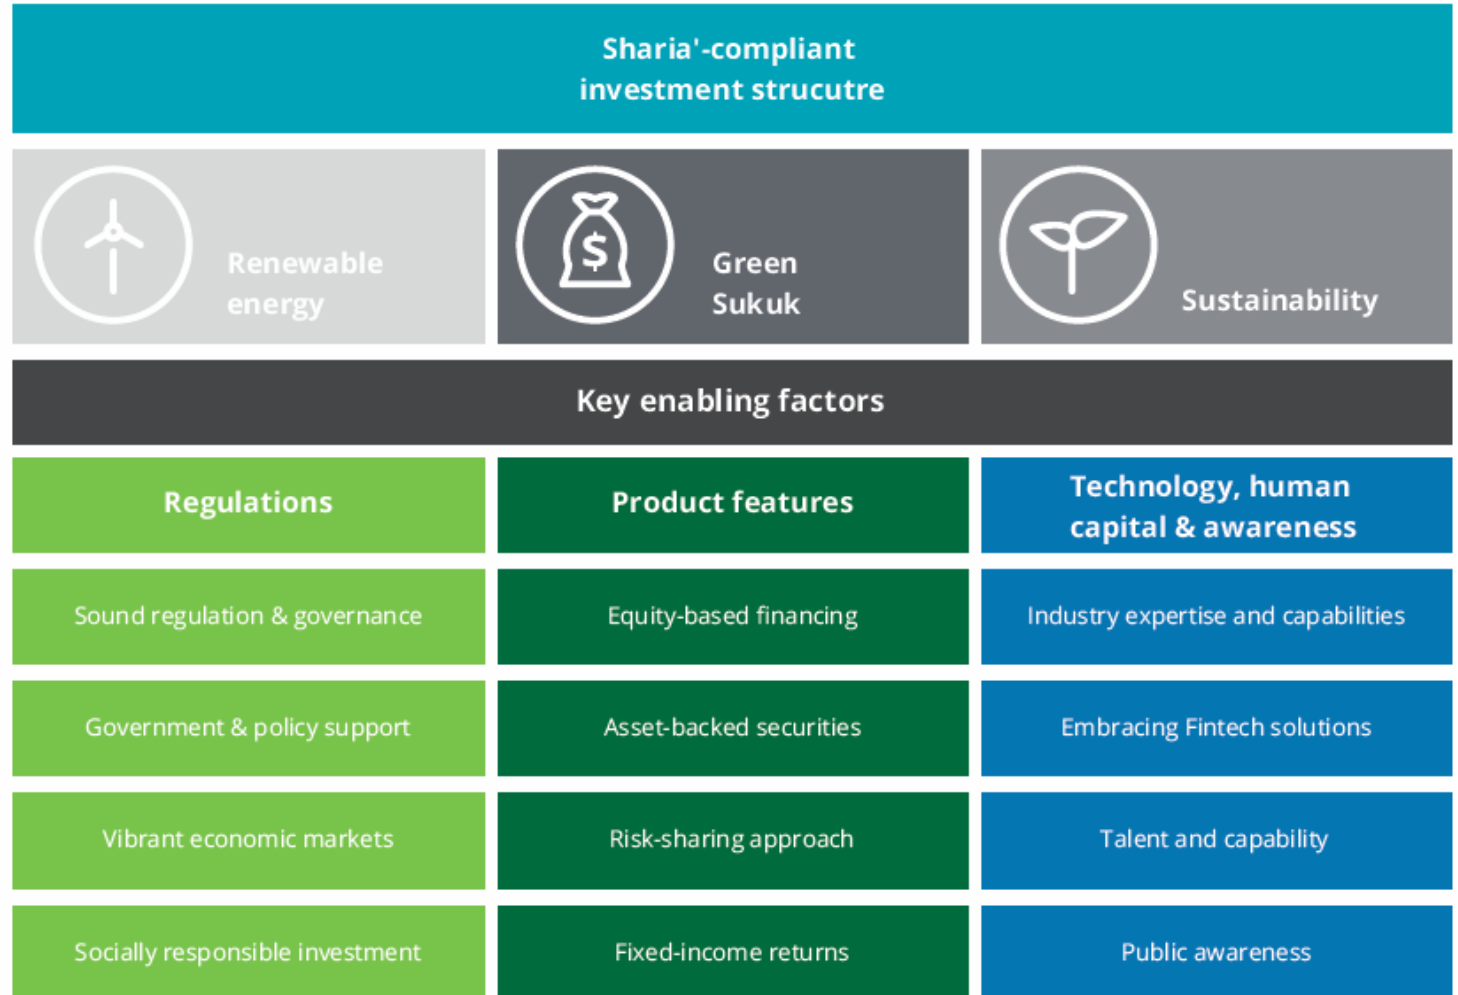 Sharia'-compliant
investment strucutre
Renewable
energy
$
Green
Sukuk
Sustainability
Key enabling factors
Regulations
Product features
Technology, human
capital & awareness
Sound regulation & governance
Equity-based financing
Industry expertise and capabilities
Government & policy support
Asset-backed securities
Embracing Fintech solutions
Vibrant economic markets
Risk-sharing approach
Talent and capability
Socially responsible investment
Fixed-income returns
Public awareness